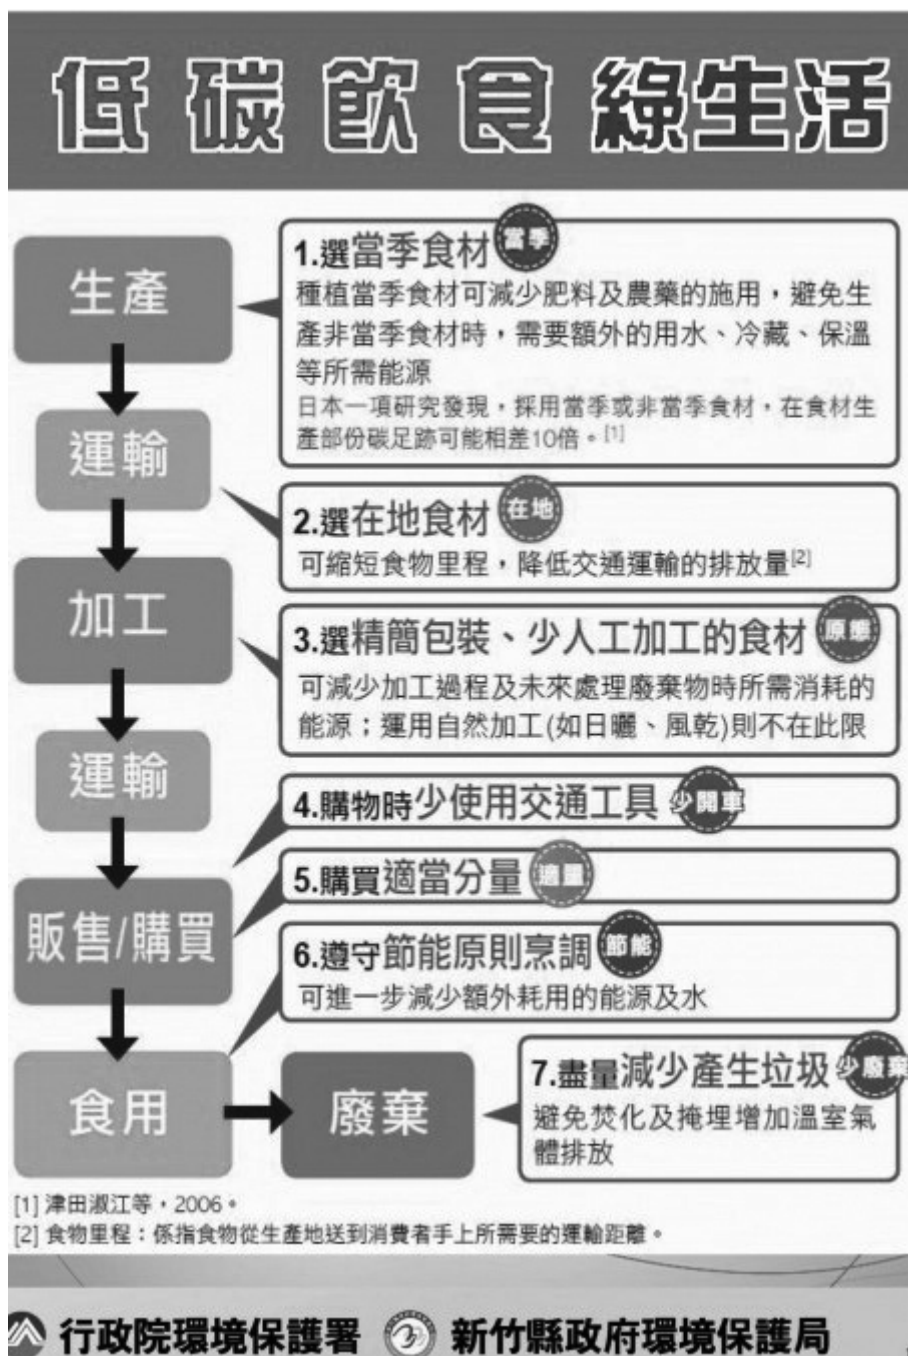 低碳飲食綠生活
生產
1.選當季食材 當季
種植當季食材可減少肥料及農藥的施用，避免生
產非當季食材時，需要額外的用水、冷藏、保溫
等所需能源
日本一項研究發現，採用當季或非當季食材，在食材生
產部份碳足跡可能相差10倍。[1]
運輸
2.選在地食材 在地
可縮短食物里程，降低交通運輸的排放量[2]
加工
3.選精簡包裝、少人工加工的食材 原態
可減少加工過程及未來處理廢棄物時所需消耗的
能源；運用自然加工(如日曬、風乾)則不在此限
運輸
4.購物時少使用交通工具 少開車
5.購買適當分量 適量
販售/購買
6.遵守節能原則烹調 節能
可進一步減少額外耗用的能源及水
食用
廢棄
7.盡量減少產生垃圾 少廢棄
避免焚化及掩埋增加溫室氣
體排放
[1] 津田淑江等，2006。
[2] 食物里程：係指食物從生產地送到消費者手上所需要的運輸距離。
行政院環境保護署 新竹縣政府環境保護局